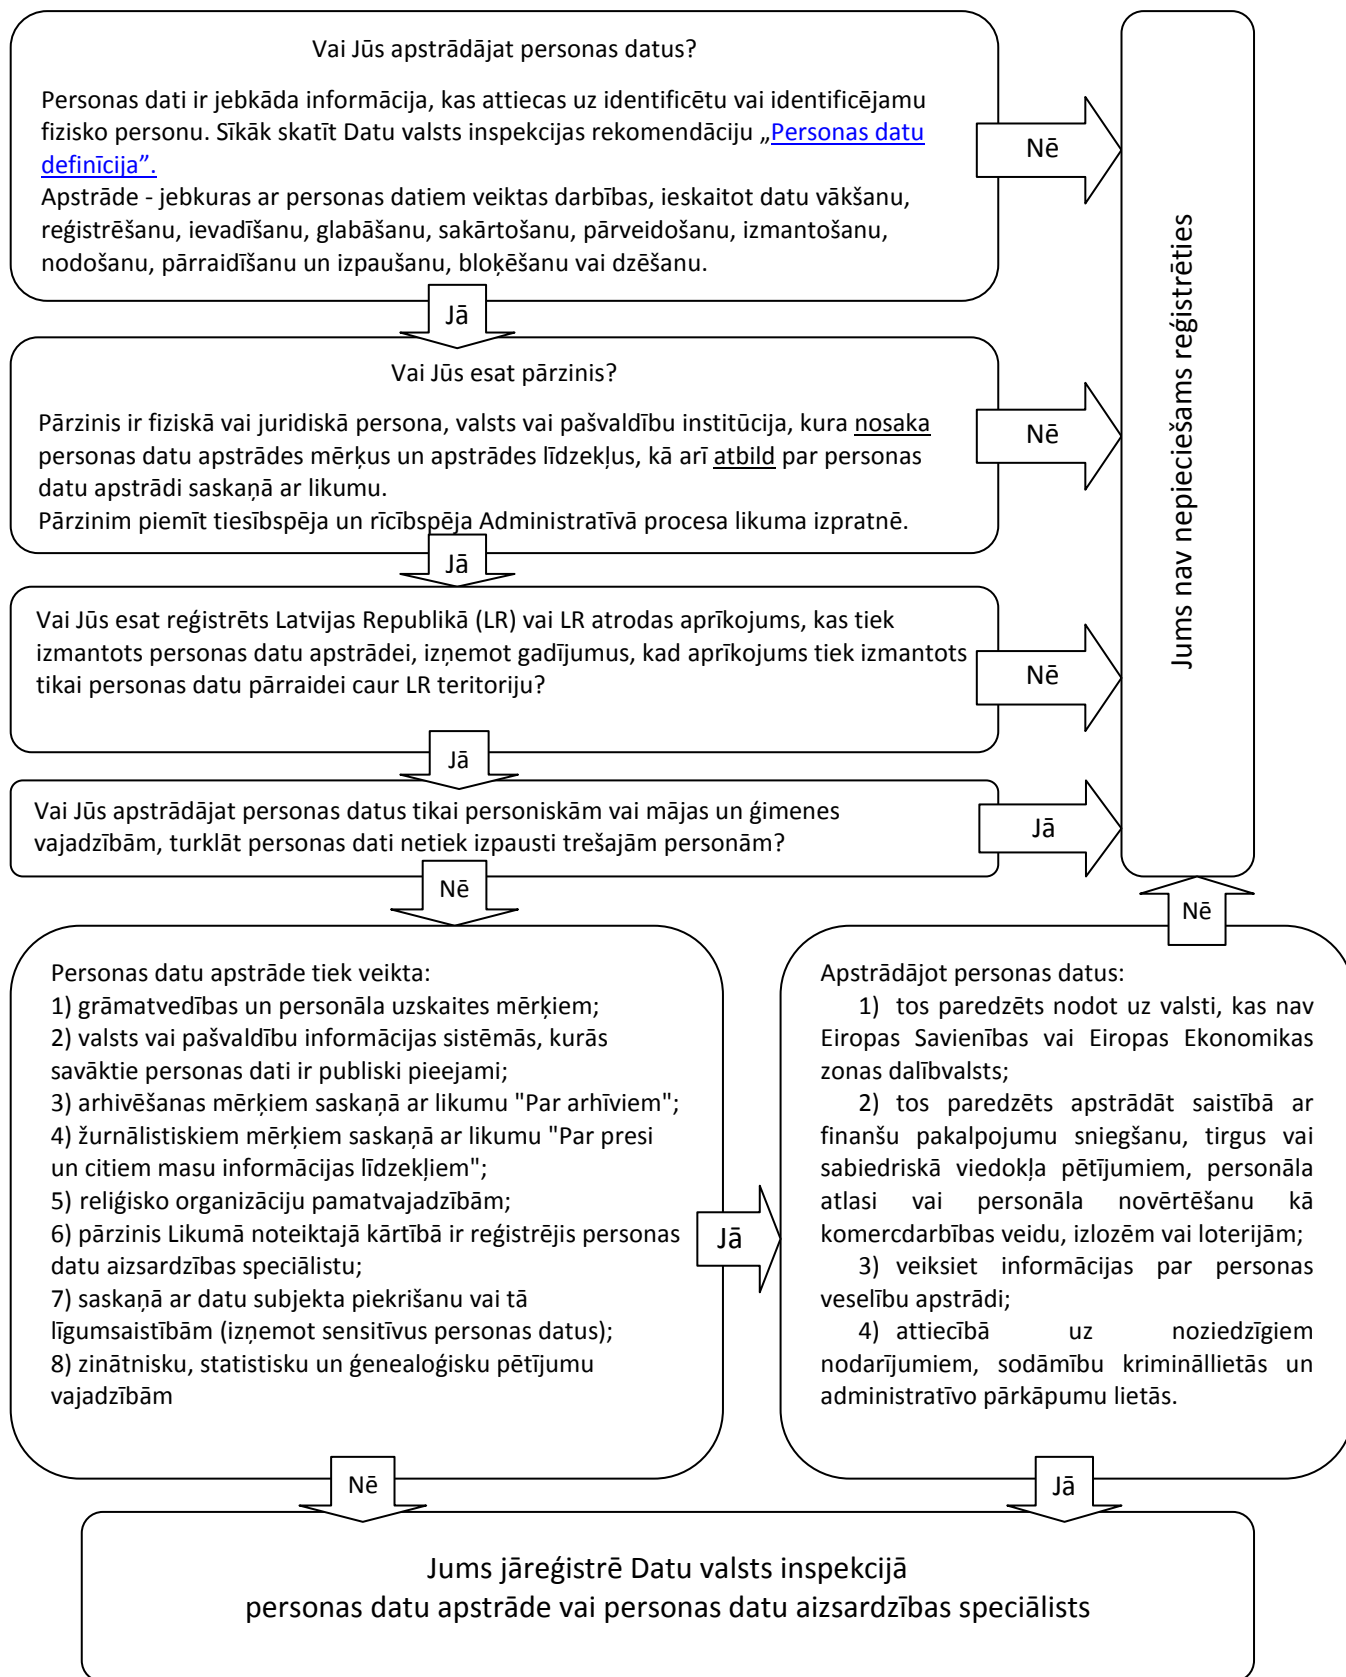 Vai Jūs apstrādājat personas datus?
Personas dati ir jebkāda informācija, kas attiecas uz identificētu vai identificējamu
fizisko personu. Sīkāk skatīt Datu valsts inspekcijas rekomendāciju „Personas datu
definīcija”.
Apstrāde - jebkuras ar personas datiem veiktas darbības, ieskaitot datu vākšanu,
reģistrēšanu, ievadīšanu, glabāšanu, sakārtošanu, pārveidošanu, izmantošanu,
nodošanu, pārraidīšanu un izpaušanu, bloķēšanu vai dzēšanu.
Nē
Jā
Vai Jūs esat pārzinis?
Pārzinis ir fiziskā vai juridiskā persona, valsts vai pašvaldību institūcija, kura nosaka
personas datu apstrādes mērķus un apstrādes līdzekļus, kā arī atbild par personas
datu apstrādi saskaņā ar likumu.
Pārzinim piemīt tiesībspēja un rīcībspēja Administratīvā procesa likuma izpratnē.
Nē
Jā
Vai Jūs esat reģistrēts Latvijas Republikā (LR) vai LR atrodas aprīkojums, kas tiek
izmantots personas datu apstrādei, izņemot gadījumus, kad aprīkojums tiek izmantots
tikai personas datu pārraidei caur LR teritoriju?
Nē
Jā
Vai Jūs apstrādājat personas datus tikai personiskām vai mājas un ģimenes
vajadzībām, turklāt personas dati netiek izpausti trešajām personām?
Jā
Nē
Jums nav nepieciešams reģistrēties
Personas datu apstrāde tiek veikta:
1) grāmatvedības un personāla uzskaites mērķiem;
2) valsts vai pašvaldību informācijas sistēmās, kurās
savāktie personas dati ir publiski pieejami;
3) arhivēšanas mērķiem saskaņā ar likumu "Par arhīviem";
4) žurnālistiskiem mērķiem saskaņā ar likumu "Par presi
un citiem masu informācijas līdzekļiem";
5) reliģisko organizāciju pamatvajadzībām;
6) pārzinis Likumā noteiktajā kārtībā ir reģistrējis personas
datu aizsardzības speciālistu;
7) saskaņā ar datu subjekta piekrišanu vai tā
līgumsaistībām (izņemot sensitīvus personas datus);
8) zinātnisku, statistisku un ģenealoģisku pētījumu
vajadzībām
Jā
Nē
Nē
Apstrādājot personas datus:
1) tos paredzēts nodot uz valsti, kas nav
Eiropas Savienības vai Eiropas Ekonomikas
zonas dalībvalsts;
2) tos paredzēts apstrādāt saistībā ar
finanšu pakalpojumu sniegšanu, tirgus vai
sabiedriskā viedokļa pētījumiem, personāla
atlasi vai personāla novērtēšanu kā
komercdarbības veidu, izlozēm vai loterijām;
3) veiksiet informācijas par personas
veselību apstrādi;
4) attiecībā uz noziedzīgiem
nodarījumiem, sodāmību krimināllietās un
administratīvo pārkāpumu lietās.
Jā
Jums jāreģistrē Datu valsts inspekcijā
personas datu apstrāde vai personas datu aizsardzības speciālists